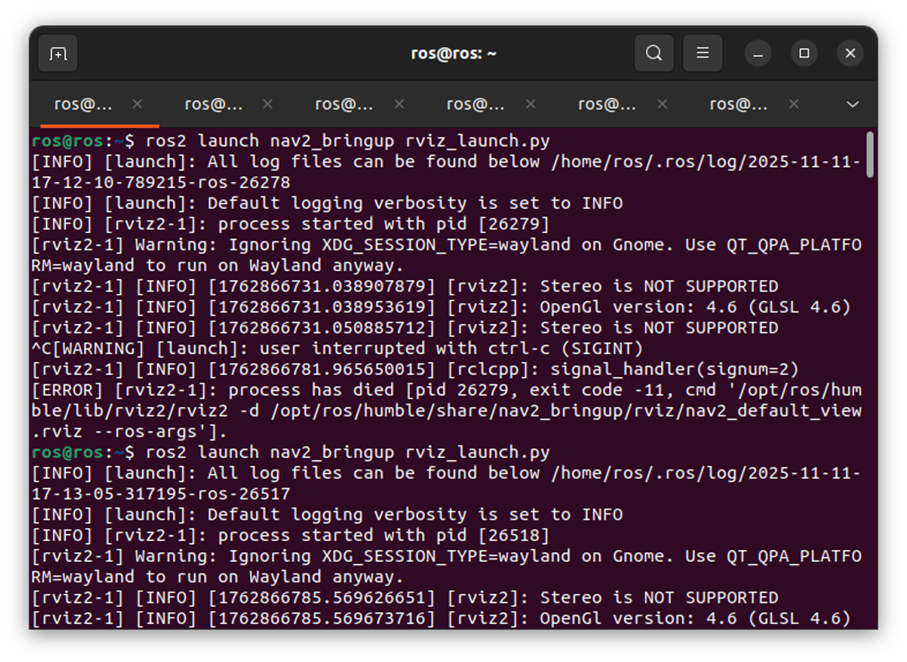 ros@ros: ~
ros@... ros@... ros@... ros@... ros@... ros@...
ros@ros:~$ ros2 launch nav2_bringup rviz_launch.py
[INFO] [launch]: All log files can be found below /home/ros/.ros/log/2025-11-11-
17-12-10-789215-ros-26278
[INFO] [launch]: Default logging verbosity is set to INFO
[INFO] [rviz2-1]: process started with pid [26279]
[rviz2-1] Warning: Ignoring XDG_SESSION_TYPE=wayland on Gnome. Use QT_QPA_PLATFO
RM=wayland to run on Wayland anyway.
[rviz2-1] [INFO] [1762866731.038907879] [rviz2]: Stereo is NOT SUPPORTED
[rviz2-1] [INFO] [1762866731.038953619] [rviz2]: OpenGl version: 4.6 (GLSL 4.6)
[rviz2-1] [INFO] [1762866731.050885712] [rviz2]: Stereo is NOT SUPPORTED
^C[WARNING] [launch]: user interrupted with ctrl-c (SIGINT)
[rviz2-1] [INFO] [1762866781.965650015] [rclcpp]: signal_handler(signum=2)
[ERROR] [rviz2-1]: process has died [pid 26279, exit code -11, cmd '/opt/ros/hum
ble/lib/rviz2/rviz2 -d /opt/ros/humble/share/nav2_bringup/rviz/nav2_default_view
.rviz --ros-args'].
ros@ros:~$ ros2 launch nav2_bringup rviz_launch.py
[INFO] [launch]: All log files can be found below /home/ros/.ros/log/2025-11-11-
17-13-05-317195-ros-26517
[INFO] [launch]: Default logging verbosity is set to INFO
[INFO] [rviz2-1]: process started with pid [26518]
[rviz2-1] Warning: Ignoring XDG_SESSION_TYPE=wayland on Gnome. Use QT_QPA_PLATFO
RM=wayland to run on Wayland anyway.
[rviz2-1] [INFO] [1762866785.569626651] [rviz2]: Stereo is NOT SUPPORTED
[rviz2-1] [INFO] [1762866785.569673716] [rviz2]: OpenGl version: 4.6 (GLSL 4.6)